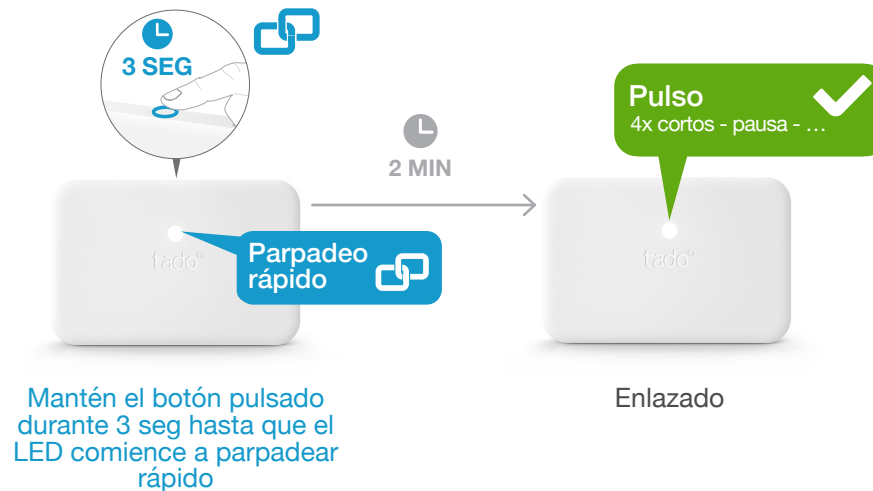 3 SEG
Pulso
4x cortos - pausa - ...
2 MIN
tado°
Parpadeo
rápido
tado°
Mantén el botón pulsado
durante 3 seg hasta que el
LED comience a parpadear
rápido
Enlazado